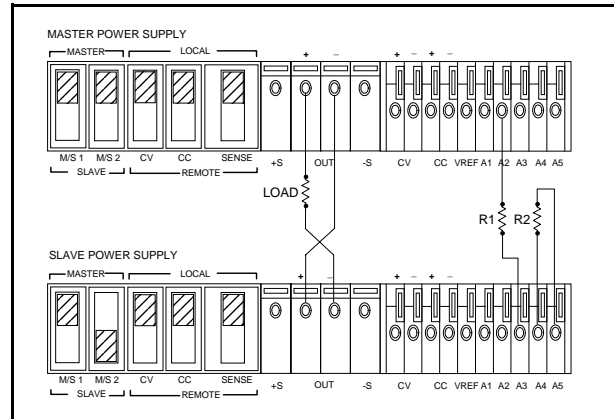 MASTER POWER SUPPLY
MASTER LOCAL
+ – + – + –
M/S 1 M/S 2 CV CC SENSE +S OUT -S CV CC VREF A1 A2 A3 A4 A5
SLAVE REMOTE
LOAD R1 R2
SLAVE POWER SUPPLY
MASTER LOCAL
+ – + – + –
M/S 1 M/S 2 CV CC SENSE +S OUT -S CV CC VREF A1 A2 A3 A4 A5
SLAVE REMOTE